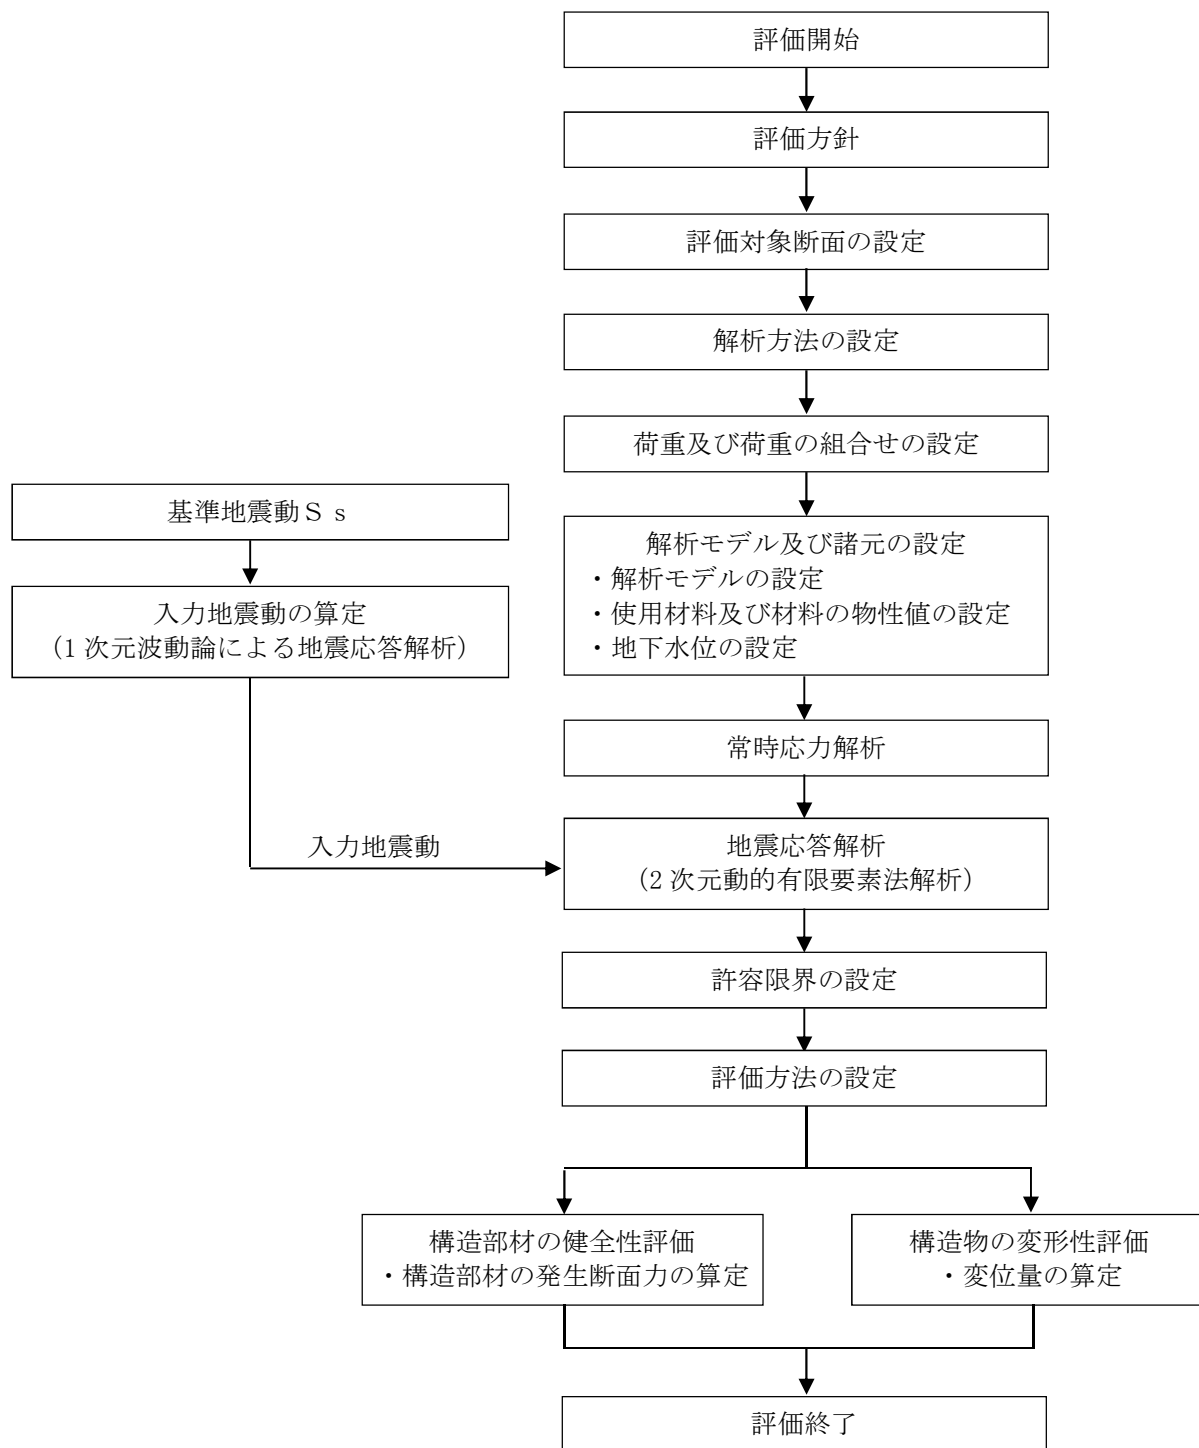 評価開始
評価方針
評価対象断面の設定
解析方法の設定
荷重及び荷重の組合せの設定
基準地震動Ｓｓ
入力地震動の算定
（1 次元波動論による地震応答解析）
解析モデル及び諸元の設定
・解析モデルの設定
・使用材料及び材料の物性値の設定
・地下水位の設定
常時応力解析
入力地震動
地震応答解析
（2 次元動的有限要素法解析）
許容限界の設定
評価方法の設定
構造部材の健全性評価
・構造部材の発生断面力の算定
構造物の変形性評価
・変位量の算定
評価終了